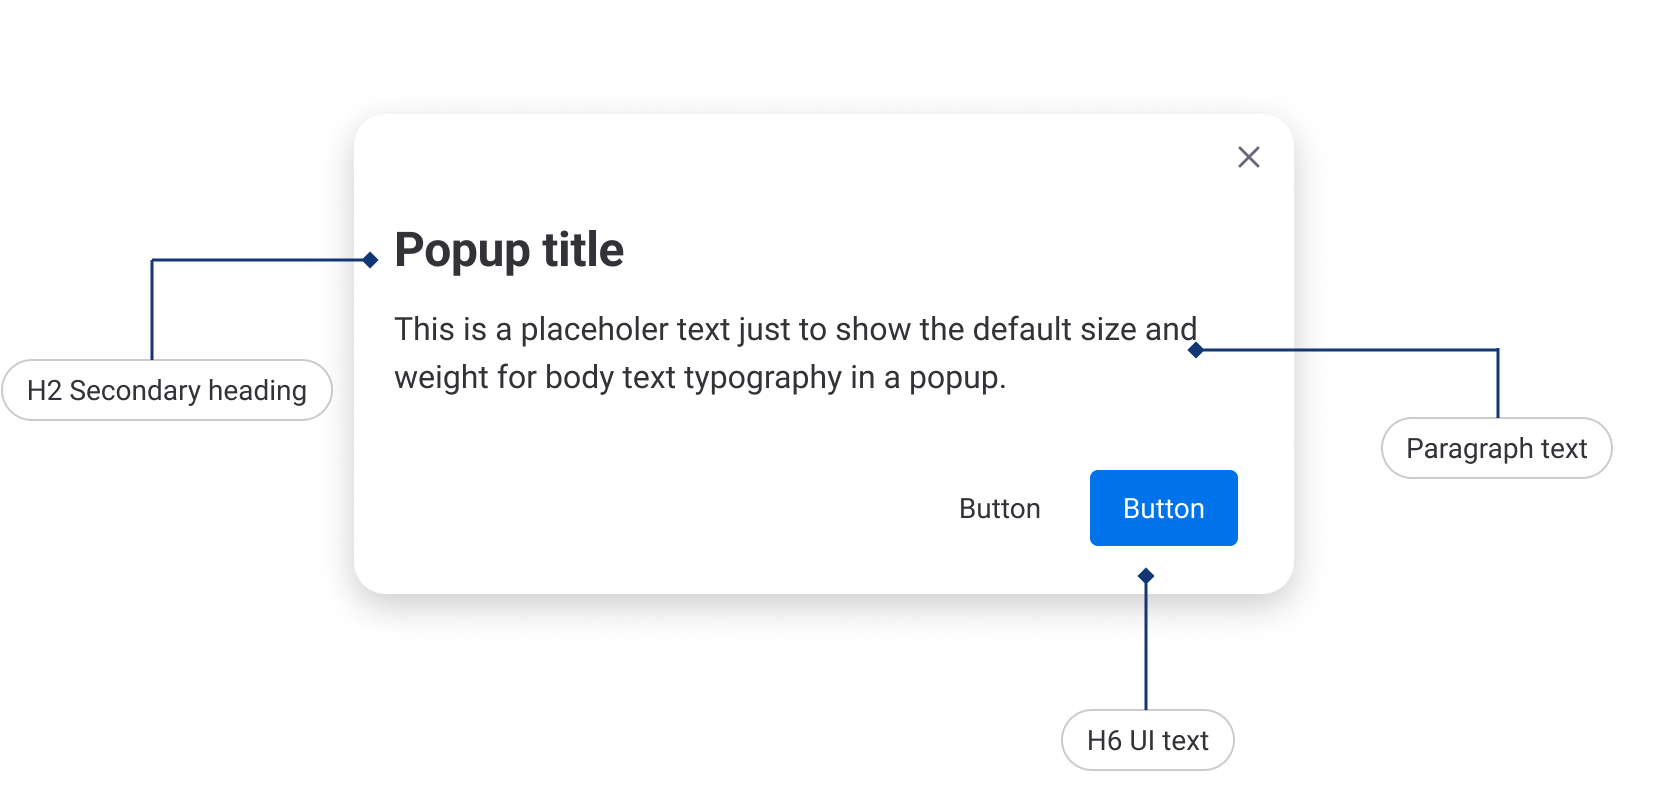 Popup title
This is a placeholer text just to show the default size and
weight for body text typography in a popup.
H2 Secondary heading
Paragraph text
Button
Button
H6 UI text